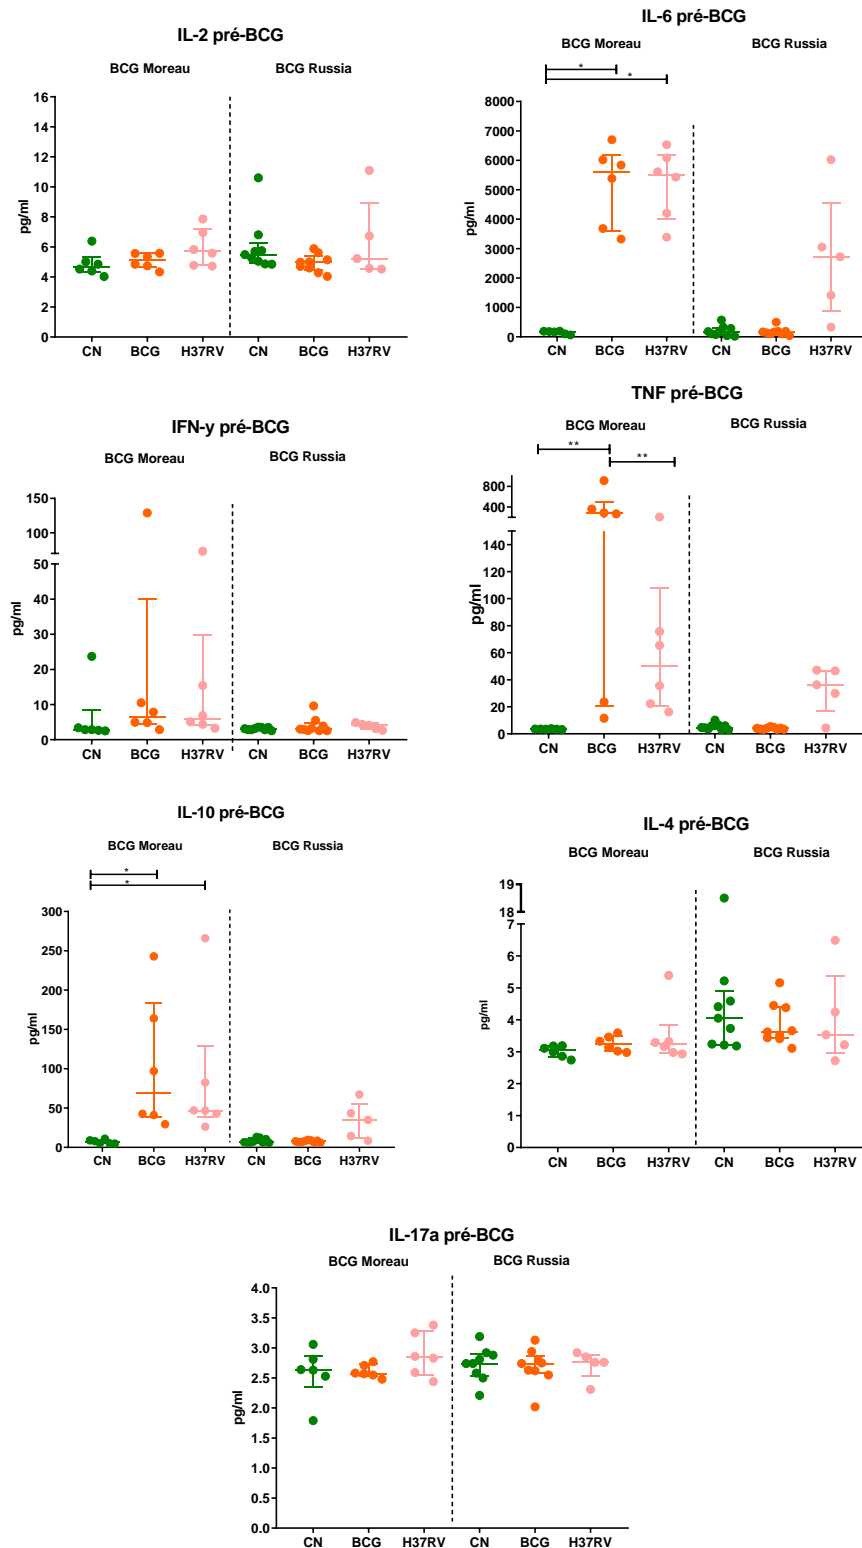 IL-2 pré-BCG
BCG Moreau BCG Russia
pg/ml
16
14
12
10
8
6
4
2
0
CN BCG H37RV CN BCG H37RV
IL-6 pré-BCG
BCG Moreau BCG Russia
*
*
pg/ml
8000
7000
6000
5000
4000
3000
2000
1000
0
CN BCG H37RV CN BCG H37RV
IFN-y pré-BCG
BCG Moreau BCG Russia
pg/ml
150
100
50
40
30
20
10
0
CN BCG H37RV CN BCG H37RV
TNF pré-BCG
BCG Moreau BCG Russia
**
**
pg/ml
800
400
140
120
100
80
60
40
20
0
CN BCG H37RV CN BCG H37RV
IL-10 pré-BCG
BCG Moreau BCG Russia
*
*
pg/ml
300
250
200
150
100
50
0
CN BCG H37RV CN BCG H37RV
IL-4 pré-BCG
BCG Moreau BCG Russia
pg/ml
19
18
7
6
5
4
3
2
1
0
CN BCG H37RV CN BCG H37RV
IL-17a pré-BCG
BCG Moreau BCG Russia
pg/ml
4.0
3.5
3.0
2.5
2.0
1.5
1.0
0.5
0.0
CN BCG H37RV CN BCG H37RV